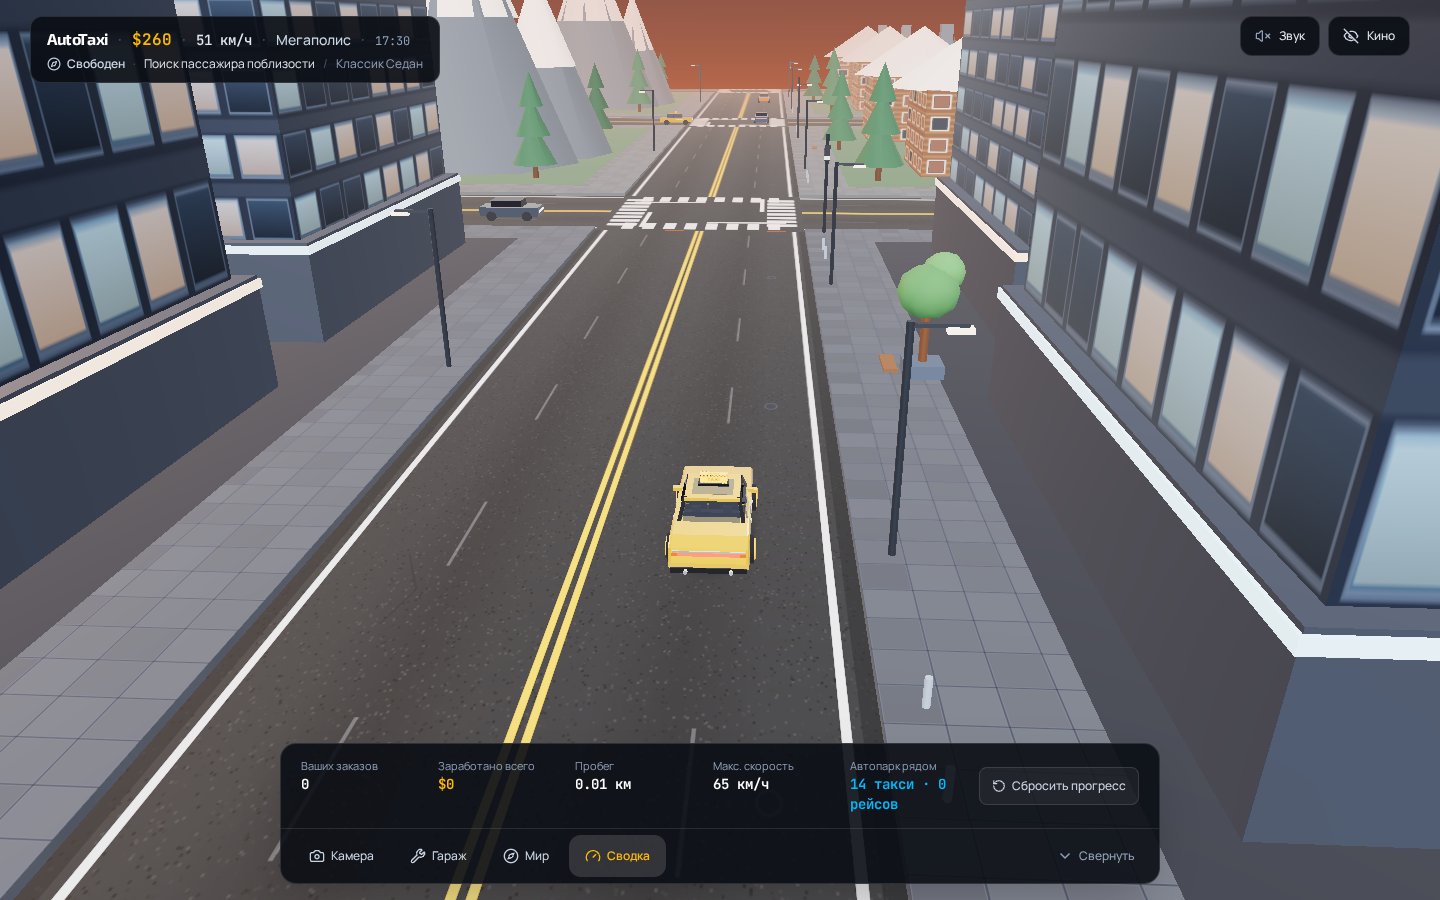 AutoTaxi · $260 · 51 км/ч · Мегаполис · 17:30
Свободен · Поиск пассажира поблизости / Классик Седан
Звук
Кино
Ваших заказов
0
Заработано всего
$0
Пробег
0.01 км
Макс. скорость
65 км/ч
Автопарк рядом
14 такси · 0
рейсов
Сбросить прогресс
Камера
Гараж
Мир
Сводка
Свернуть